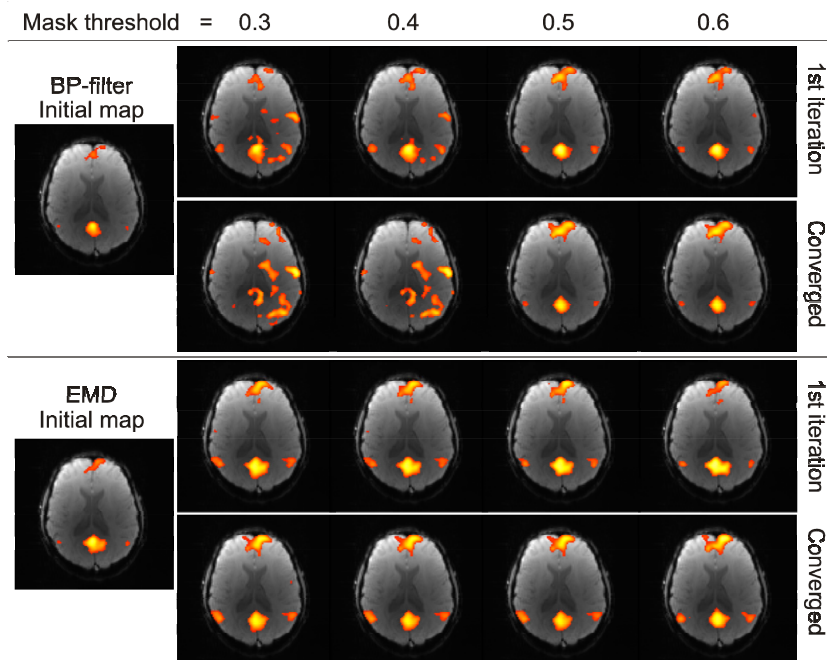 Mask threshold = 0.3 0.4 0.5 0.6
BP-filter
Initial map
1st iteration
Converged
EMD
Initial map
1st iteration
Converged